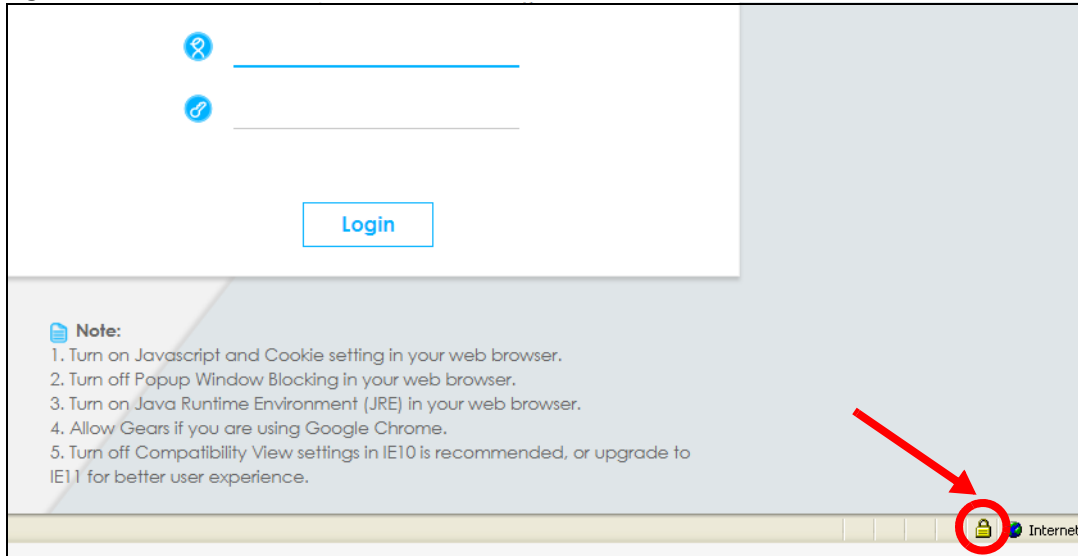 Login
Note:
1. Turn on Javascript and Cookie setting in your web browser.
2. Turn off Popup Window Blocking in your web browser.
3. Turn on Java Runtime Environment (JRE) in your web browser.
4. Allow Gears if you are using Google Chrome.
5. Turn off Compatibility View settings in IE10 is recommended, or upgrade to
IE11 for better user experience.
Internet